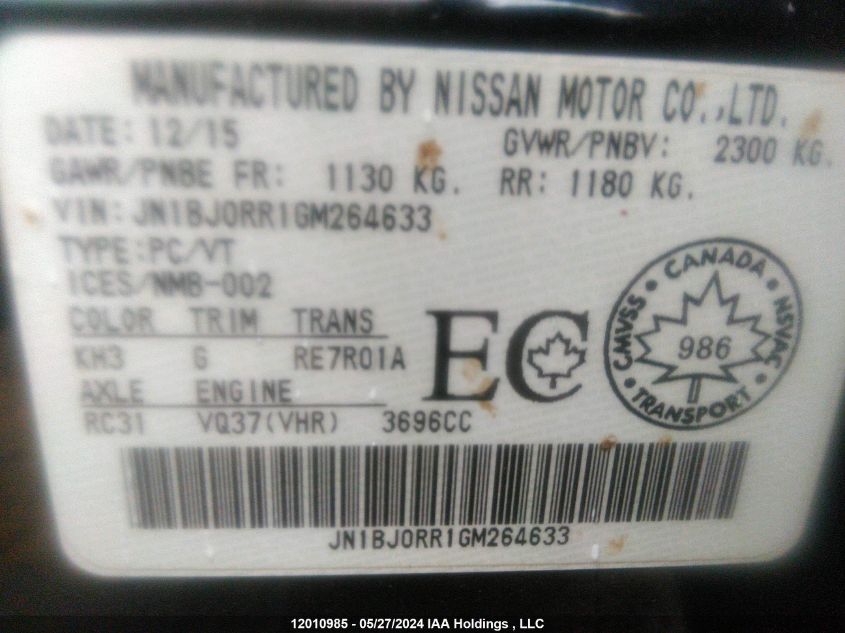 MANUFACTURED BY NISSAN MOTOR CO.,LTD.
DATE: 12/15 GVWR/PNBV: 2300 KG.
GAWR/PNBE FR: 1130 KG. RR: 1180 KG.
VIN: JN1BJ0RR1GM264633
TYPE:PC/VT
ICES/NMB-002
COLOR TRIM TRANS
KH3 G RE7R01A
AXLE ENGINE
RC31 VQ37(VHR) 3696CC
EC
CANADA
CMVSS 986 NSVAC
TRANSPORT
JN1BJ0RR1GM264633
12010985 - 05/27/2024 IAA Holdings , LLC